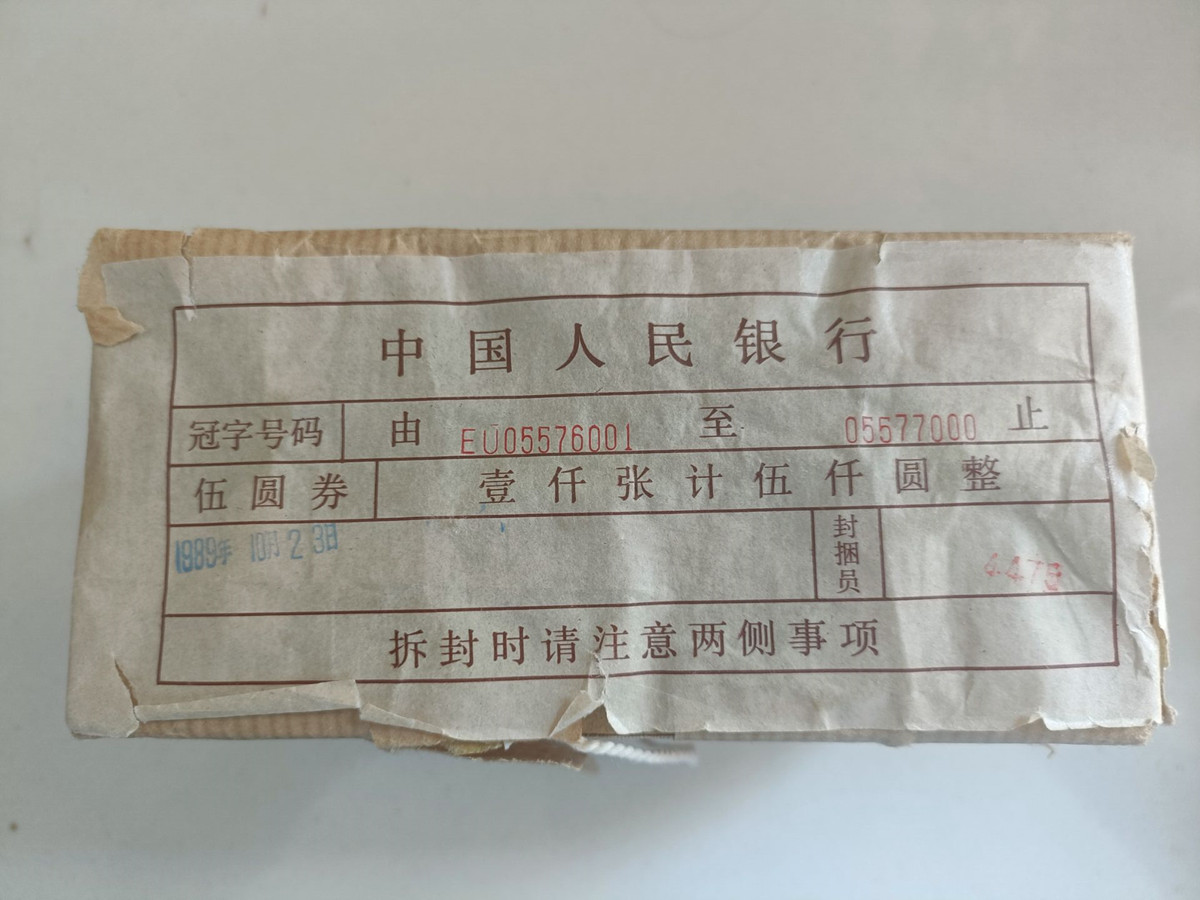 中国人民银行
冠字号码 由 EU05576001 至 05577000 止
伍圆券 壹仟张计伍仟圆整
1989年 10月 23日 封捆员
拆封时请注意两侧事项